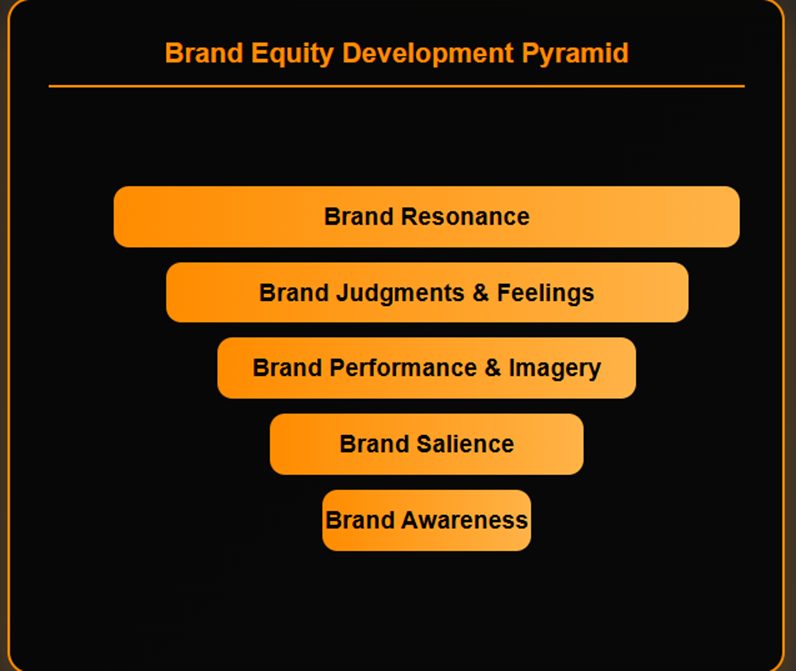 Brand Equity Development Pyramid
Brand Resonance
Brand Judgments & Feelings
Brand Performance & Imagery
Brand Salience
Brand Awareness